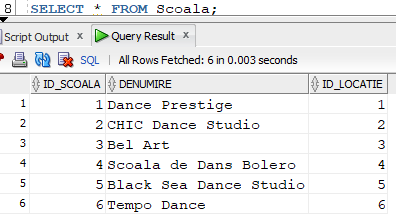 8 SELECT * FROM Scoala;
Script Output x Query Result x
SQL | All Rows Fetched: 6 in 0.003 seconds
ID_SCOALA DENUMIRE ID_LOCATIE
1 1 Dance Prestige 1
2 2 CHIC Dance Studio 2
3 3 Bel Art 3
4 4 Scoala de Dans Bolero 4
5 5 Black Sea Dance Studio 5
6 6 Tempo Dance 6